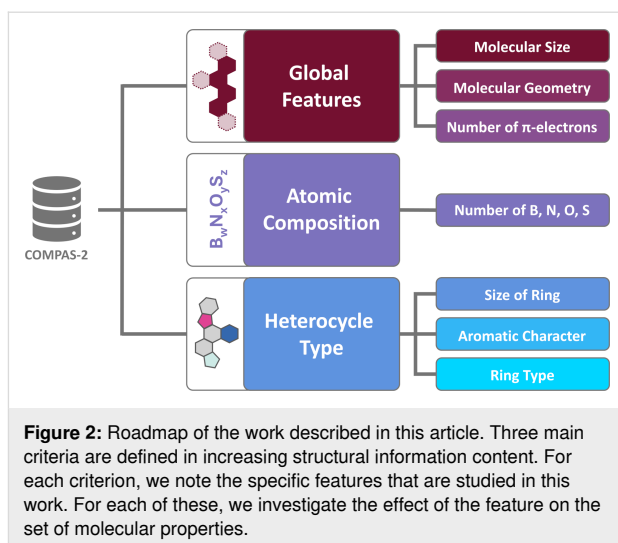 Global
Features
Molecular Size
Molecular Geometry
Number of π-electrons
COMPAS-2
BwNxOySz
Atomic
Composition
Number of B, N, O, S
Heterocycle
Type
Size of Ring
Aromatic Character
Ring Type
Figure 2: Roadmap of the work described in this article. Three main
criteria are defined in increasing structural information content. For
each criterion, we note the specific features that are studied in this
work. For each of these, we investigate the effect of the feature on the
set of molecular properties.